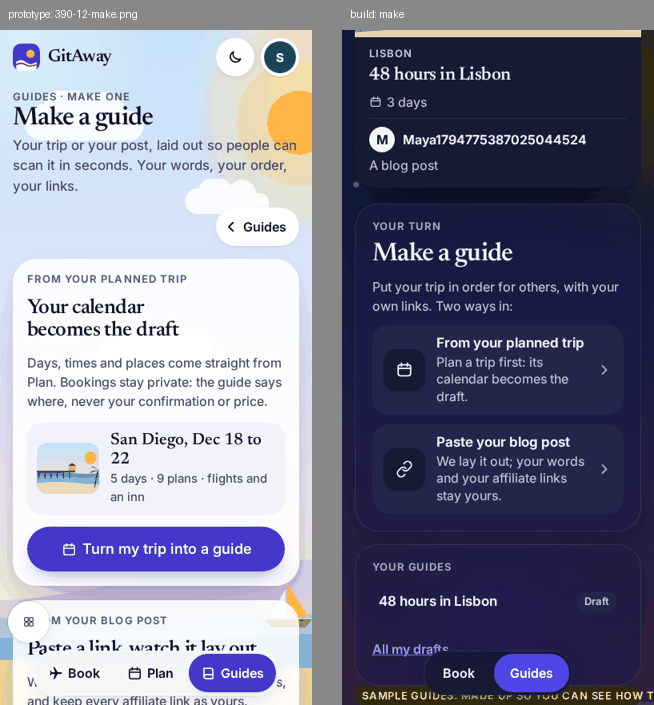 prototype: 390-12-make.png
GitAway
S
GUIDES · MAKE ONE
Make a guide
Your trip or your post, laid out so people can
scan it in seconds. Your words, your order,
your links.
Guides
FROM YOUR PLANNED TRIP
Your calendar
becomes the draft
Days, times and places come straight from
Plan. Bookings stay private: the guide says
where, never your confirmation or price.
San Diego, Dec 18 to
22
5 days · 9 plans · flights and
an inn
Turn my trip into a guide
YOUR BLOG POST
Paste a link, watch it lay out
Book
Plan
Guides
and keep every affiliate link as yours.
build: make
LISBON
48 hours in Lisbon
3 days
M
Maya1794775387025044524
A blog post
YOUR TURN
Make a guide
Put your trip in order for others, with your
own links. Two ways in:
From your planned trip
Plan a trip first: its
calendar becomes the
draft.
Paste your blog post
We lay it out; your words
and your affiliate links
stay yours.
YOUR GUIDES
48 hours in Lisbon
Draft
All my drafts
Book
Guides
SAMPLE GUIDES: MADE UP SO YOU CAN SEE HOW T